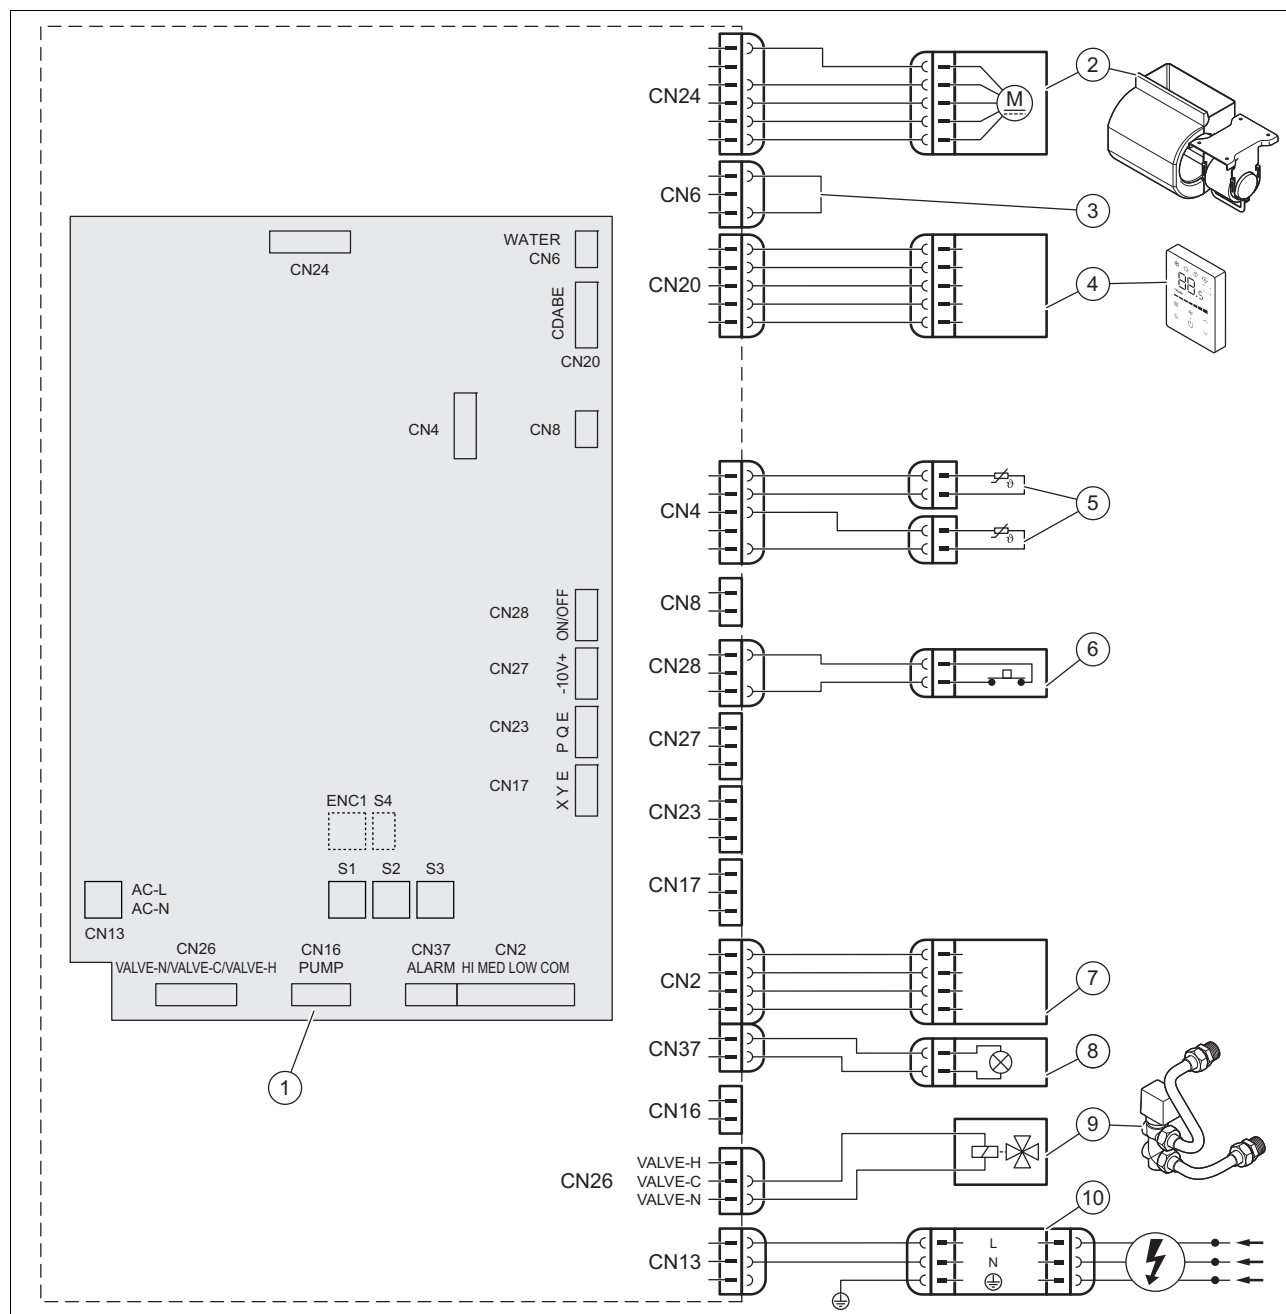 CN24
M
2
CN6
3
CN20
4
88.5
CN4
ϑ
ϑ
5
CN8
CN28
6
CN27
CN23
CN17
CN2
7
CN37
8
CN16
CN26
VALVE-H
VALVE-C
VALVE-N
9
CN13
L
N
10
CN24
WATER
CN6
CDABE
CN20
CN4
CN8
CN28
ON/OFF
CN27
-10V+
CN23
P Q E
CN17
X Y E
ENC1
S4
S1
S2
S3
AC-L
AC-N
CN13
CN26
VALVE-N/VALVE-C/VALVE-H
CN16
PUMP
CN37
ALARM
CN2
HI MED LOW COM
1